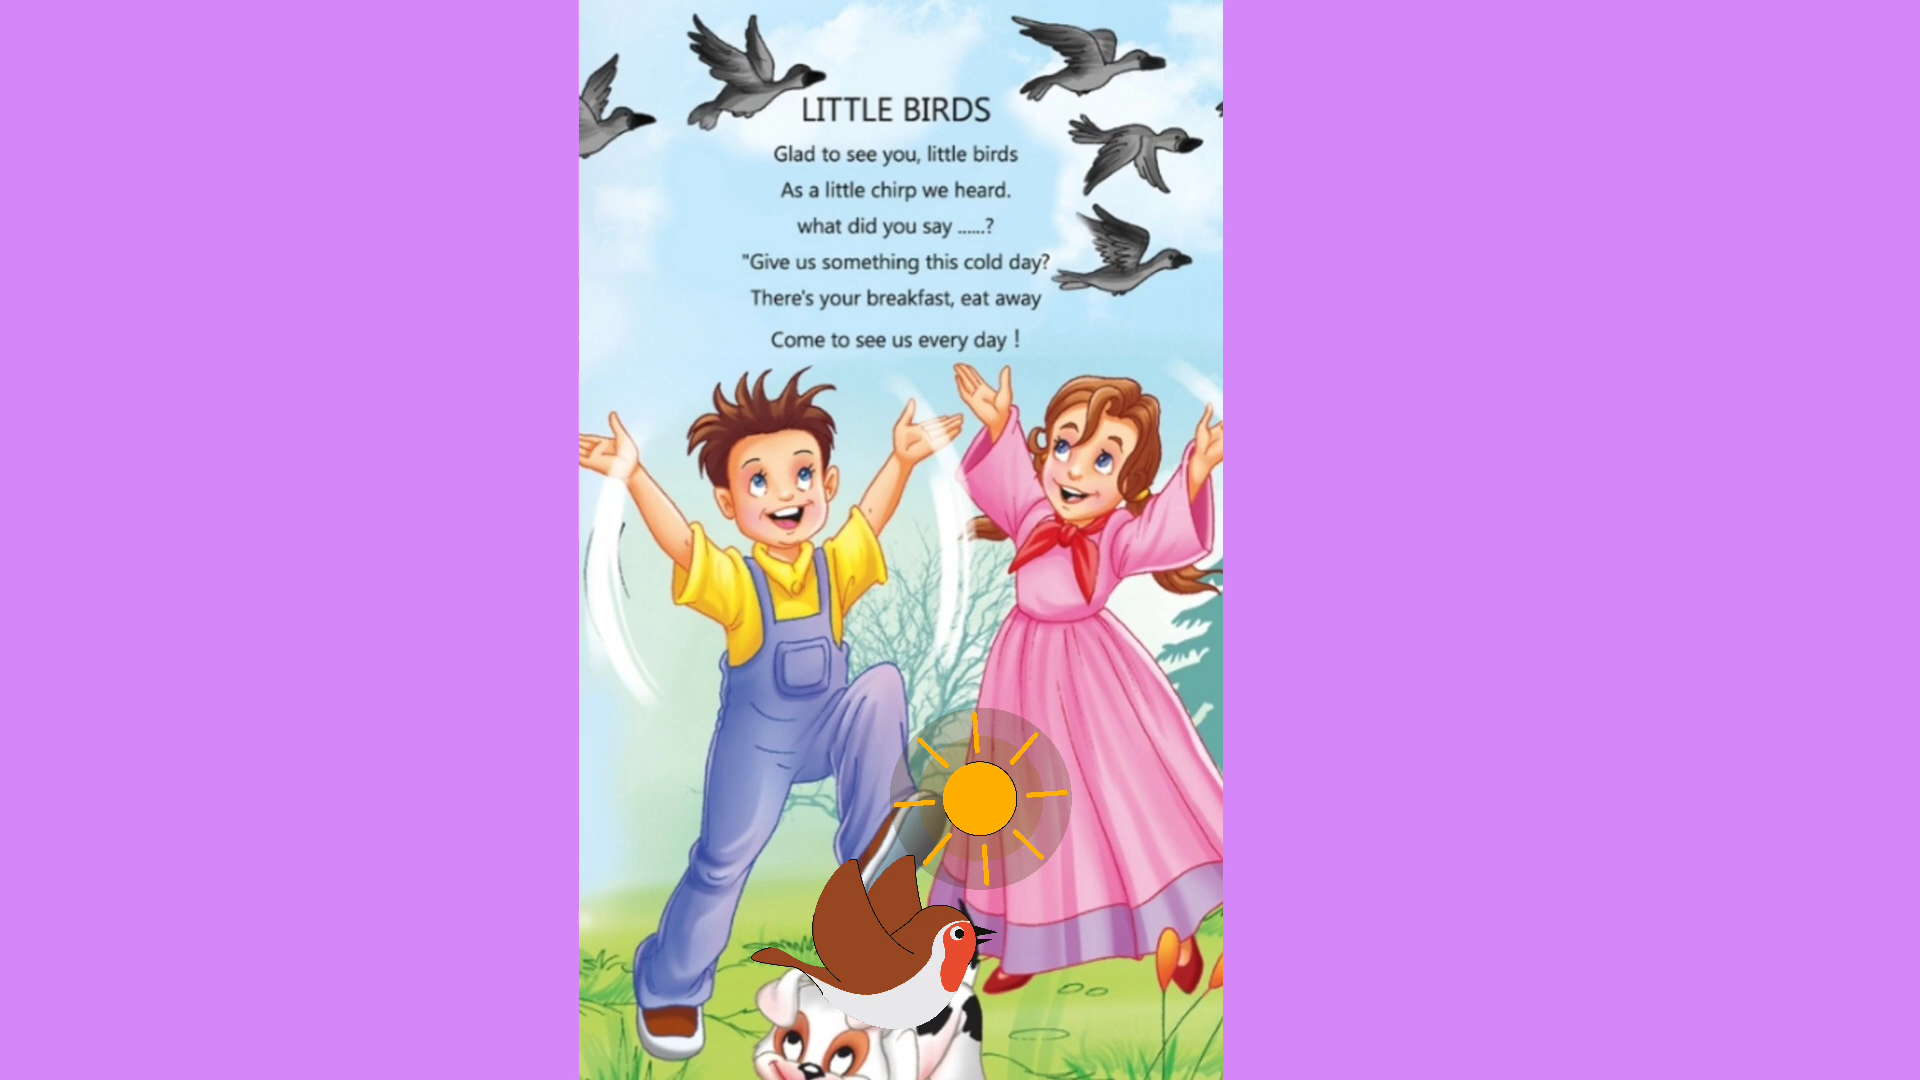 LITTLE BIRDS
Glad to see you, little birds
As a little chirp we heard.
what did you say ......?
"Give us something this cold day?
There's your breakfast, eat away
Come to see us every day !